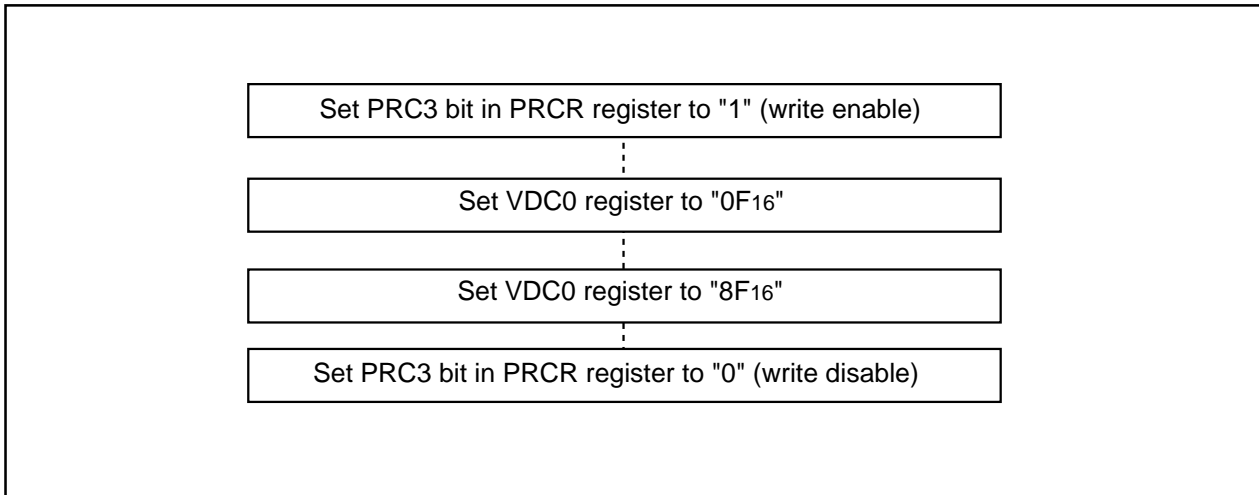 Set PRC3 bit in PRCR register to "1" (write enable)
Set VDC0 register to "0F16"
Set VDC0 register to "8F16"
Set PRC3 bit in PRCR register to "0" (write disable)